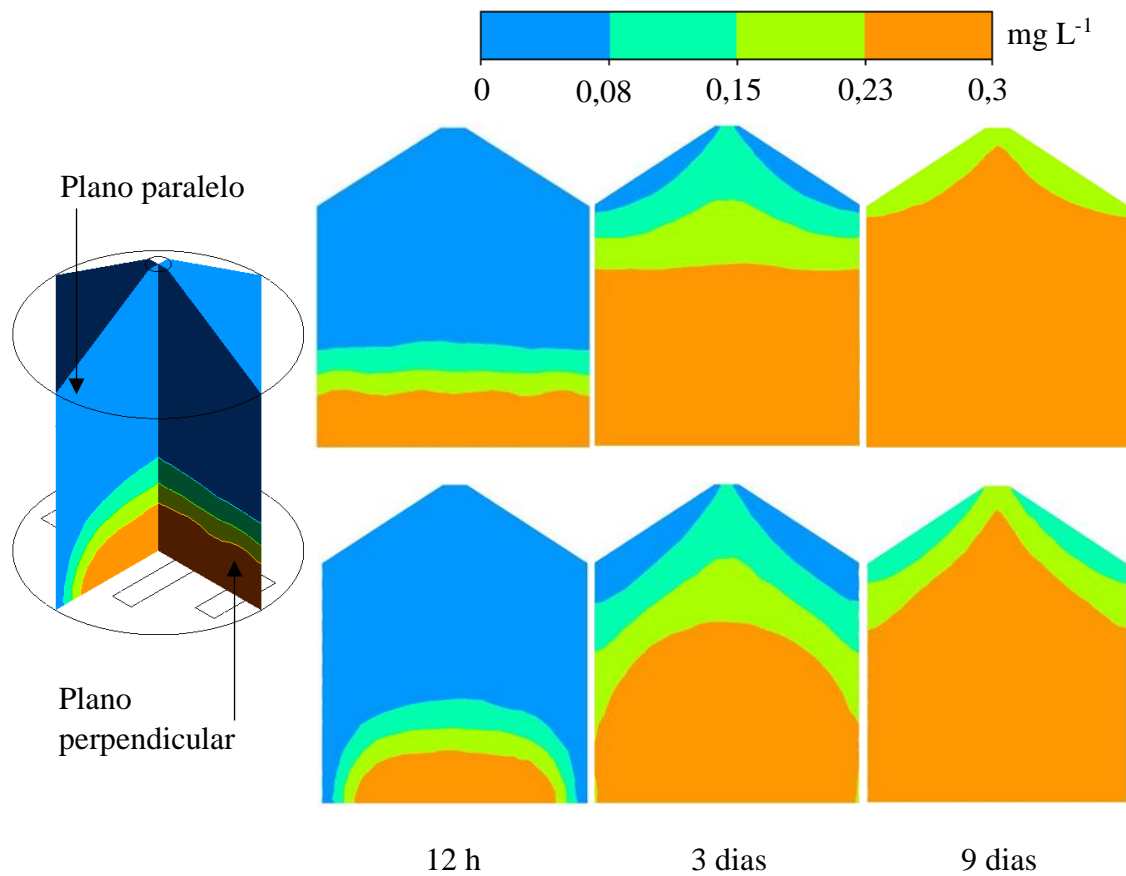 mg L-1
0 0,08 0,15 0,23 0,3
Plano paralelo
Plano
perpendicular
12 h 3 dias 9 dias